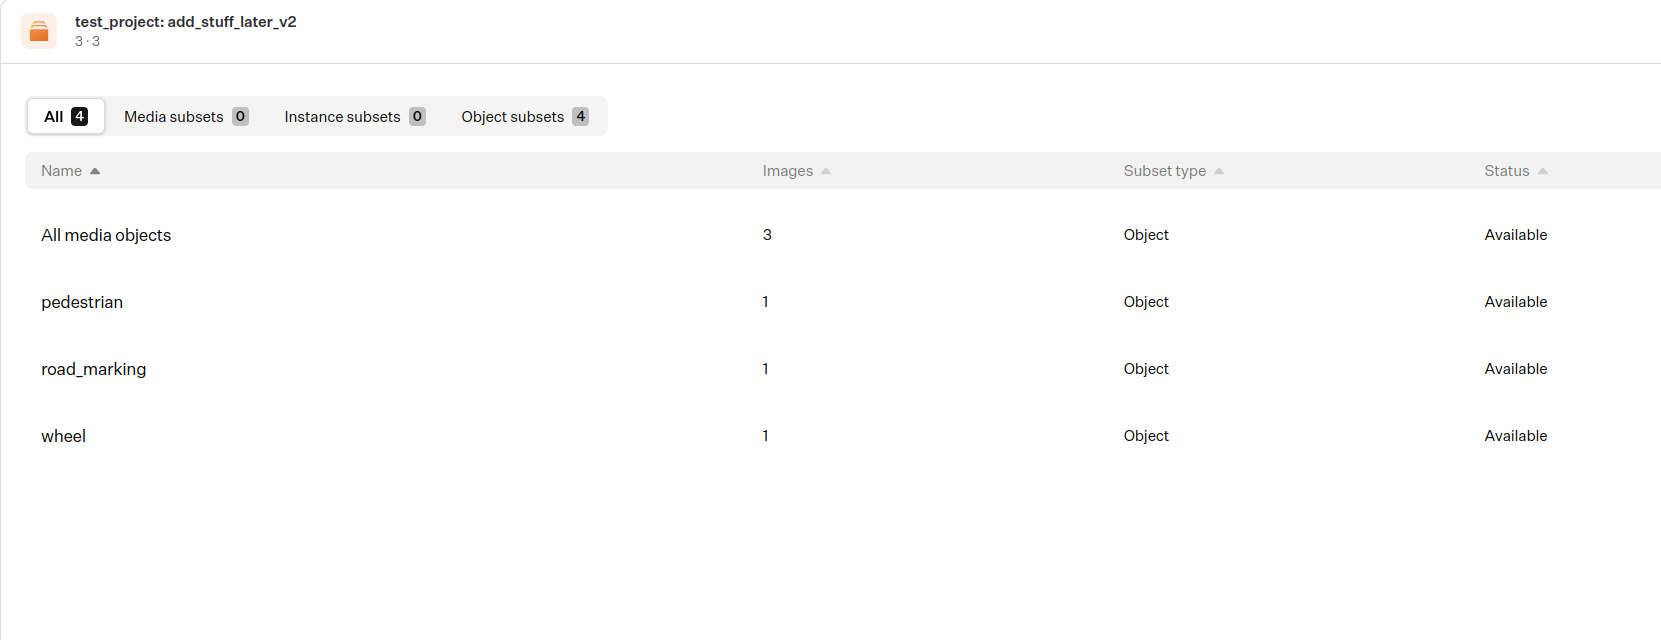 test_project: add_stuff_later_v2
3 · 3
All 4 Media subsets 0 Instance subsets 0 Object subsets 4
Name Images Subset type Status
All media objects 3 Object Available
pedestrian 1 Object Available
road_marking 1 Object Available
wheel 1 Object Available